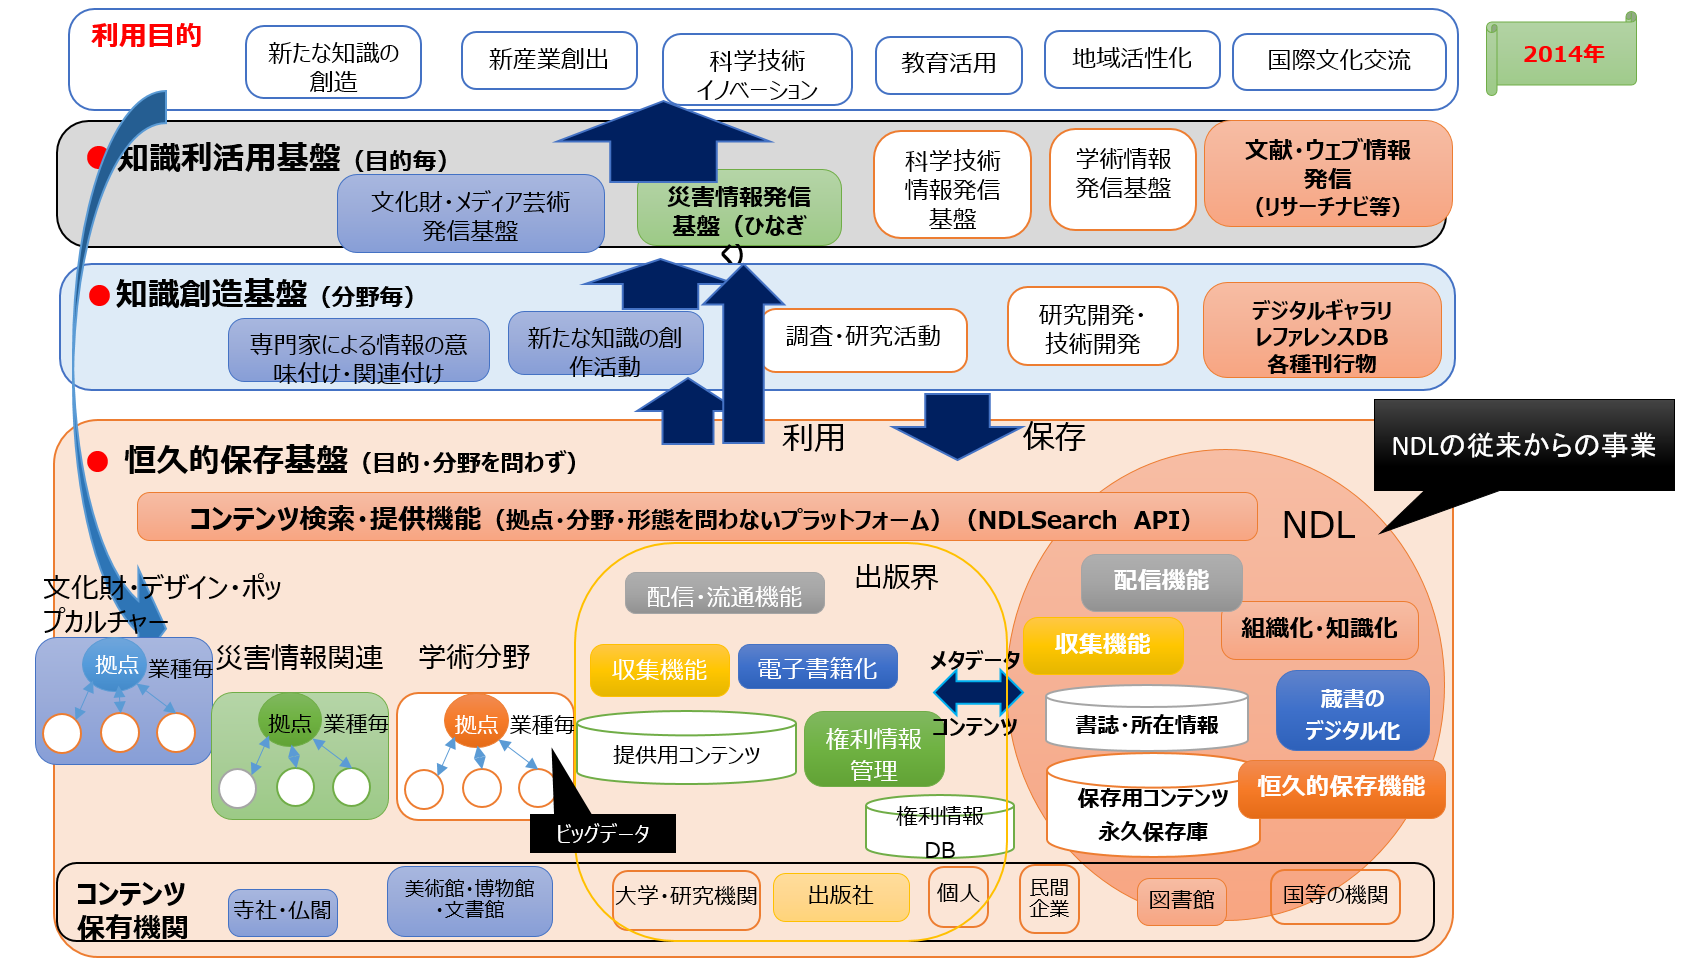 利用目的
新たな知識の
創造
新産業創出
科学技術
イノベーション
教育活用
地域活性化
国際文化交流
2014年
知識利活用基盤（目的毎）
文化財・メディア芸術
発信基盤
災害情報発信
基盤（ひなぎ
く）
科学技術
情報発信
基盤
学術情報
発信基盤
文献・ウェブ情報
発信
（リサーチナビ等）
知識創造基盤（分野毎）
専門家による情報の意
味付け・関連付け
新たな知識の創
作活動
調査・研究活動
研究開発・
技術開発
デジタルギャラリ
レファレンスDB
各種刊行物
利用
保存
NDLの従来からの事業
恒久的保存基盤（目的・分野を問わず）
コンテンツ検索・提供機能（拠点・分野・形態を問わないプラットフォーム）（NDLSearch API）
NDL
文化財・デザイン・ポッ
プカルチャー
拠点
業種毎
災害情報関連
拠点
業種毎
学術分野
拠点
業種毎
ビッグデータ
出版界
配信・流通機能
収集機能
電子書籍化
提供用コンテンツ
権利情報
管理
権利情報
DB
メタデータ
コンテンツ
配信機能
収集機能
組織化・知識化
書誌・所在情報
蔵書の
デジタル化
恒久的保存機能
保存用コンテンツ
永久保存庫
コンテンツ
保有機関
寺社・仏閣
美術館・博物館
・文書館
大学・研究機関
出版社
個人
民間
企業
図書館
国等の機関